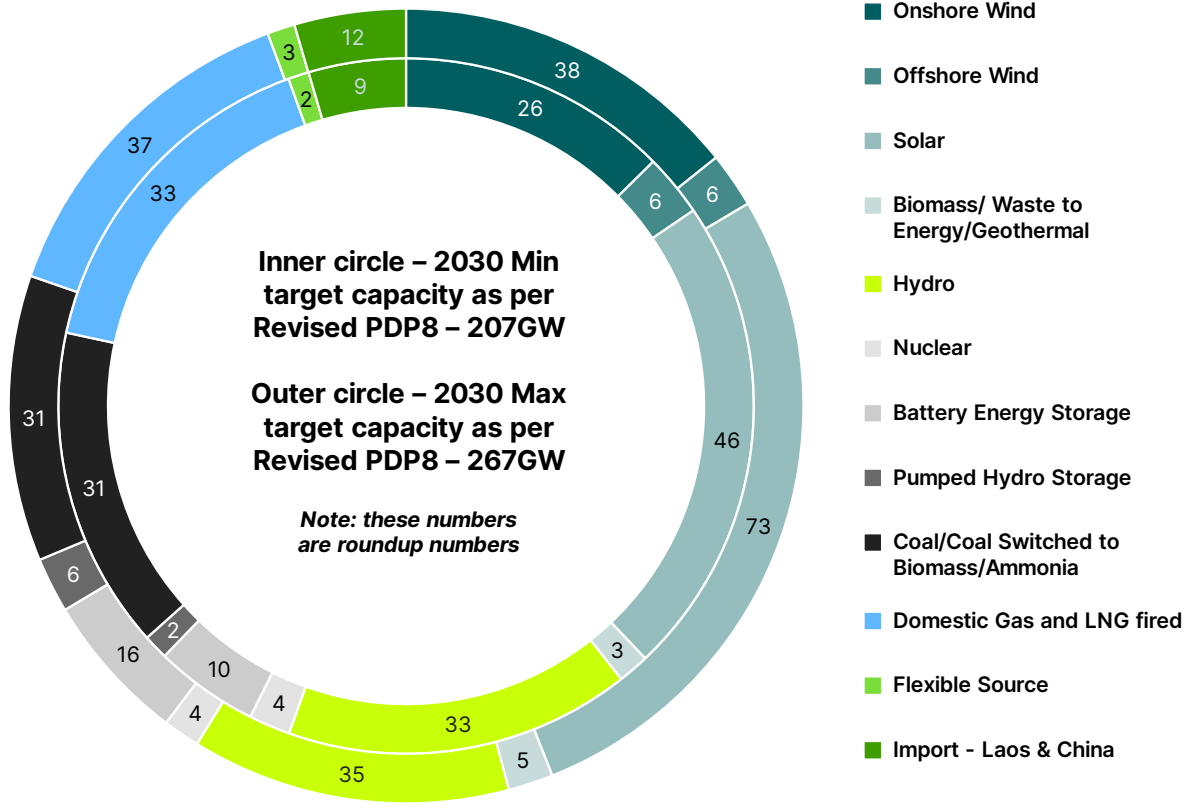 12
3
38
9
2
26
37
33
6
6
Inner circle – 2030 Min
target capacity as per
Revised PDP8 – 207GW
Outer circle – 2030 Max
target capacity as per
Revised PDP8 – 267GW
Note: these numbers
are roundup numbers
31
31
46
73
6
2
3
16
10
4
33
4
35
5
Onshore Wind
Offshore Wind
Solar
Biomass/ Waste to
Energy/Geothermal
Hydro
Nuclear
Battery Energy Storage
Pumped Hydro Storage
Coal/Coal Switched to
Biomass/Ammonia
Domestic Gas and LNG fired
Flexible Source
Import - Laos & China